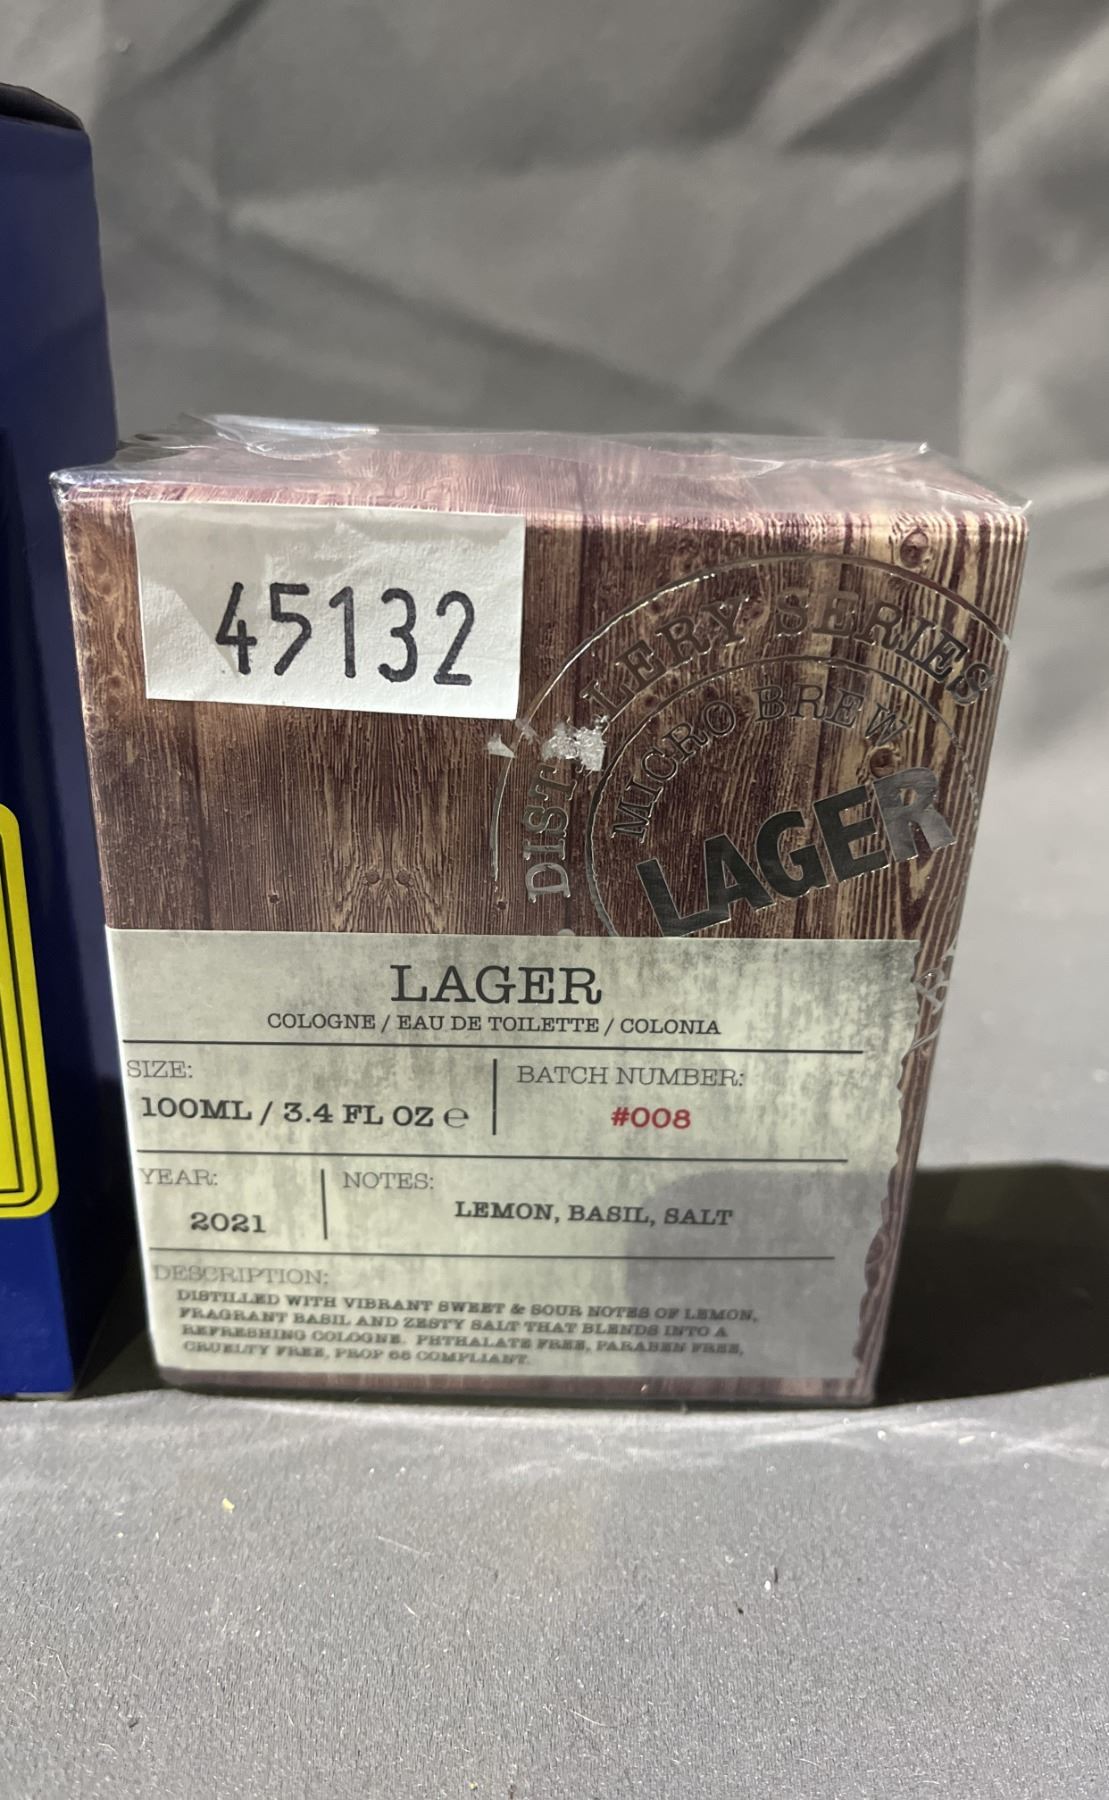 45132
DISTILLERY SERIES
MICRO BREW
LAGER
LAGER
COLOGNE / EAU DE TOILETTE / COLONIA
SIZE:
100ML / 3.4 FL OZ ℮
BATCH NUMBER:
#008
YEAR:
2021
NOTES:
LEMON, BASIL, SALT
DESCRIPTION:
DISTILLED WITH VIBRANT SWEET & SOUR NOTES OF LEMON,
FRAGRANT BASIL AND ZESTY SALT THAT BLENDS INTO A
REFRESHING COLOGNE. PHTHALATE FREE, PARABEN FREE,
CRUELTY FREE, PROP 65 COMPLIANT.